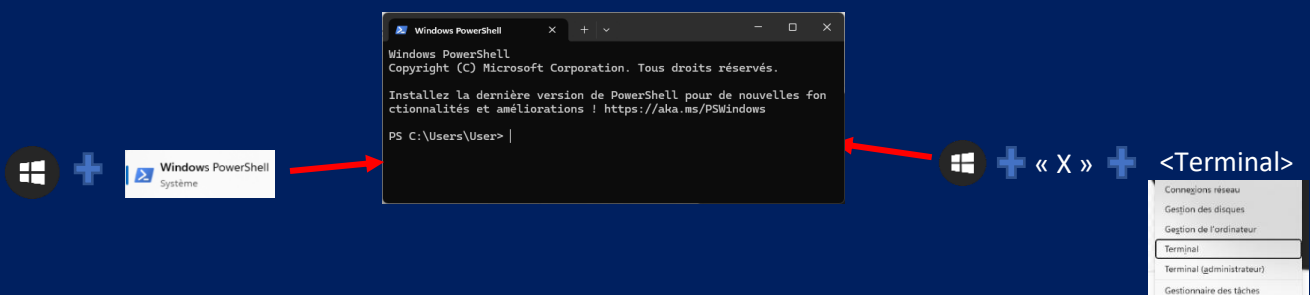 Windows PowerShell
Windows PowerShell
Copyright (C) Microsoft Corporation. Tous droits réservés.
Installez la dernière version de PowerShell pour de nouvelles fon
ctionnalités et améliorations ! https://aka.ms/PSWindows
PS C:\Users\User>
Windows PowerShell
Système
« X »
<Terminal>
Connexions réseau
Gestion des disques
Gestion de l'ordinateur
Terminal
Terminal (administrateur)
Gestionnaire des tâches